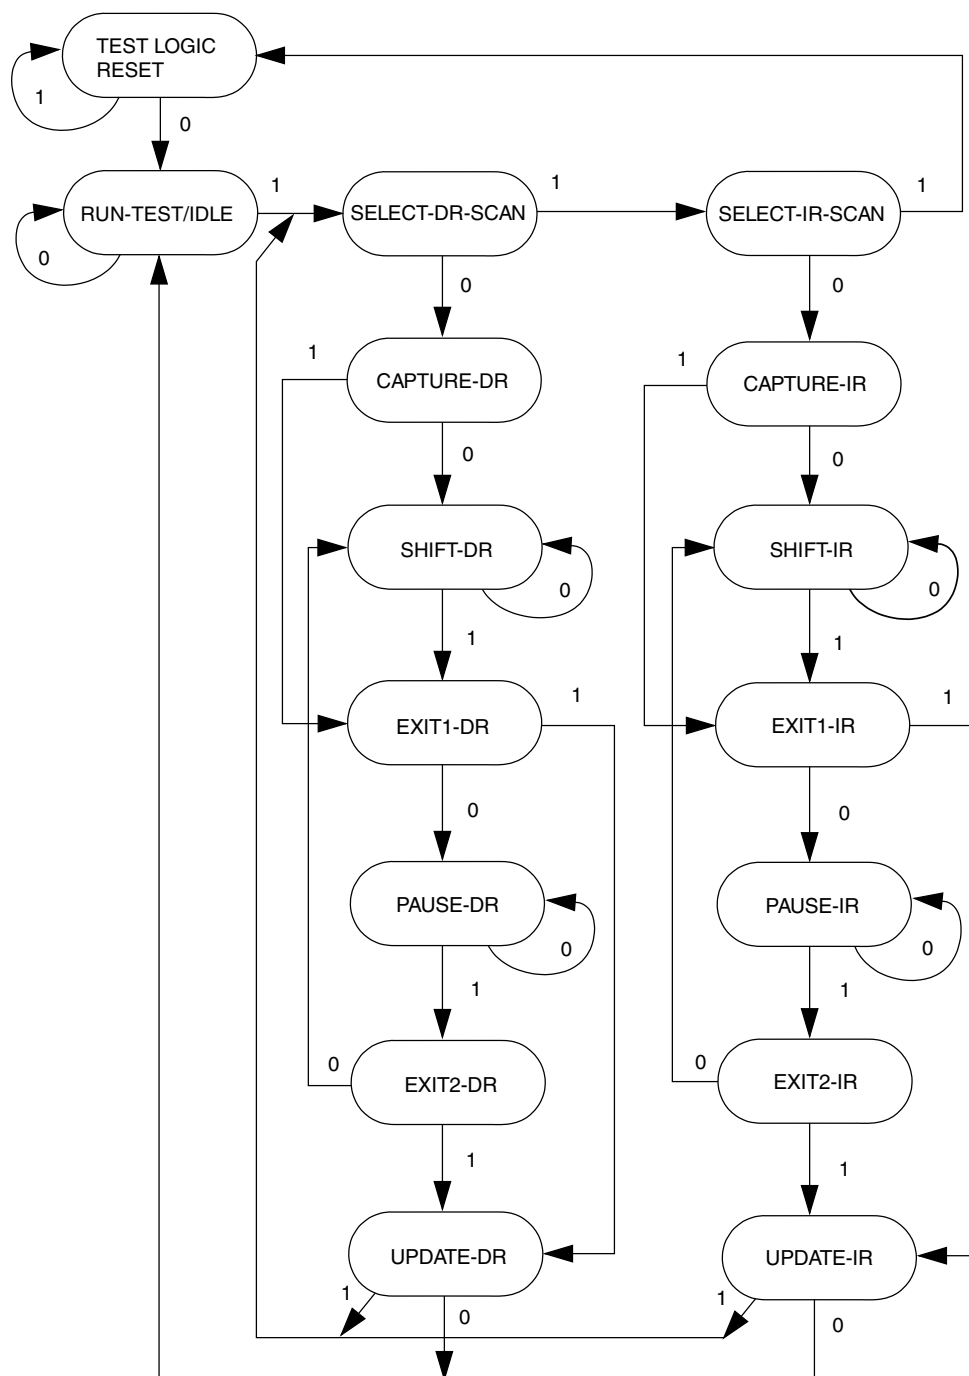 TEST LOGIC
RESET
1
0
RUN-TEST/IDLE
0
1
SELECT-DR-SCAN
1
SELECT-IR-SCAN
1
0
0
1
CAPTURE-DR
1
CAPTURE-IR
0
0
SHIFT-DR
0
SHIFT-IR
0
1
1
EXIT1-DR
1
EXIT1-IR
1
0
0
PAUSE-DR
0
PAUSE-IR
0
1
1
0
EXIT2-DR
0
EXIT2-IR
1
1
UPDATE-DR
UPDATE-IR
1
0
1
0